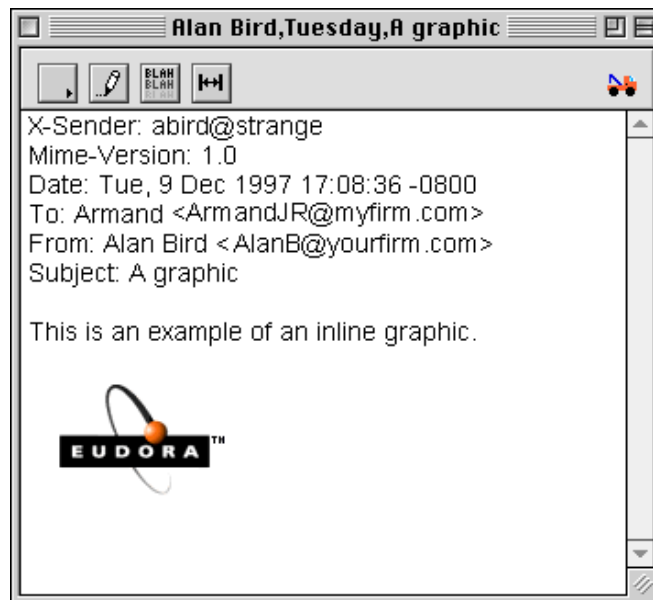 Alan Bird,Tuesday,A graphic
BLAH
BLAH
BLAH
X-Sender: abird@strange
Mime-Version: 1.0
Date: Tue, 9 Dec 1997 17:08:36 -0800
To: Armand <ArmandJR@myfirm.com>
From: Alan Bird <AlanB@yourfirm.com>
Subject: A graphic
This is an example of an inline graphic.
EUDORA™